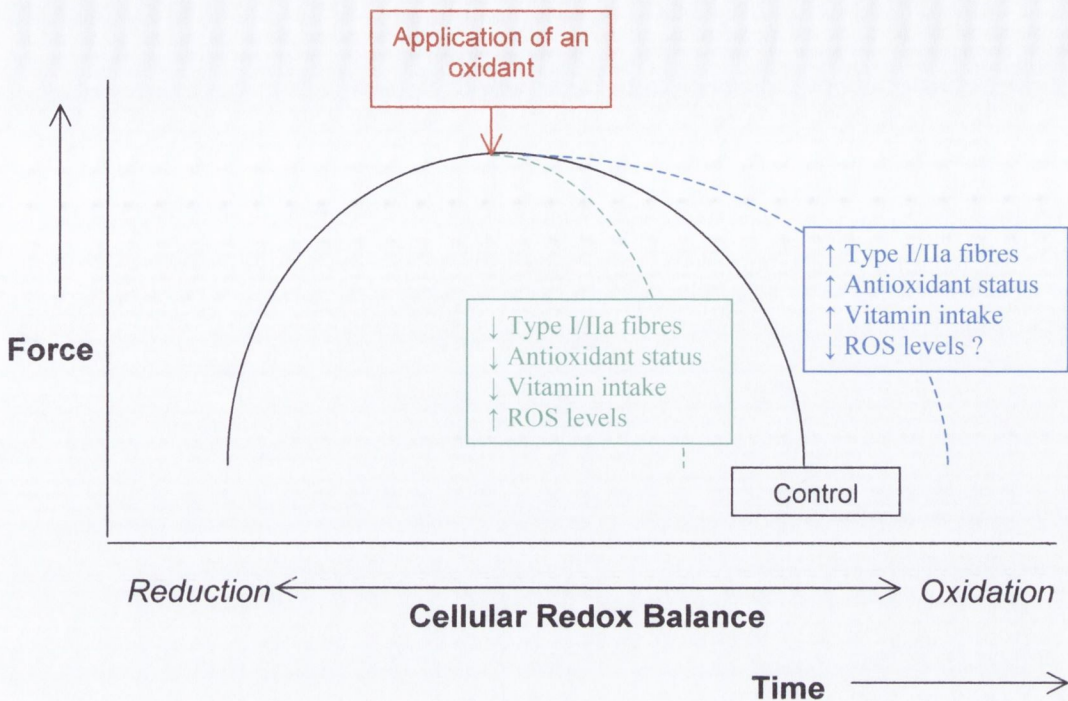 Application of an
oxidant
↑ Type I/IIa fibres
↑ Antioxidant status
↑ Vitamin intake
↓ ROS levels ?
↓ Type I/IIa fibres
↓ Antioxidant status
↓ Vitamin intake
↑ ROS levels
Force
Control
Reduction
Oxidation
Cellular Redox Balance
Time